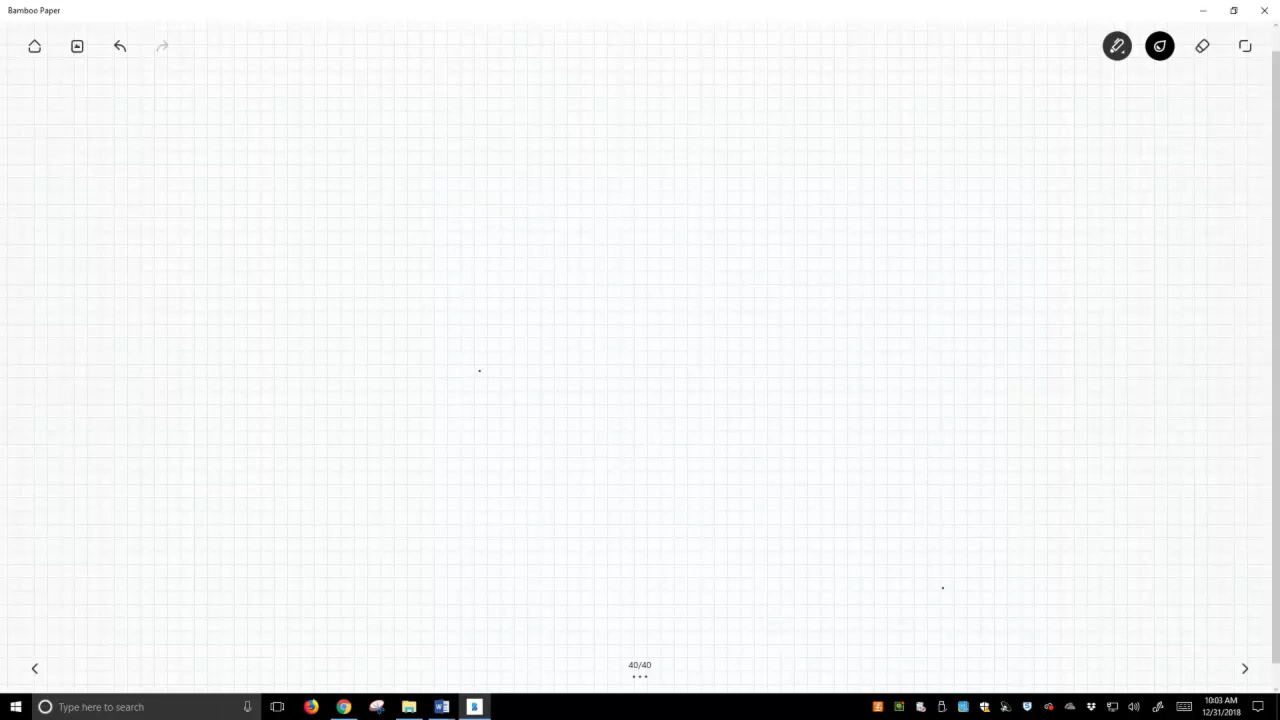 Bamboo Paper
40/40
Type here to search
10:03 AM
12/31/2018